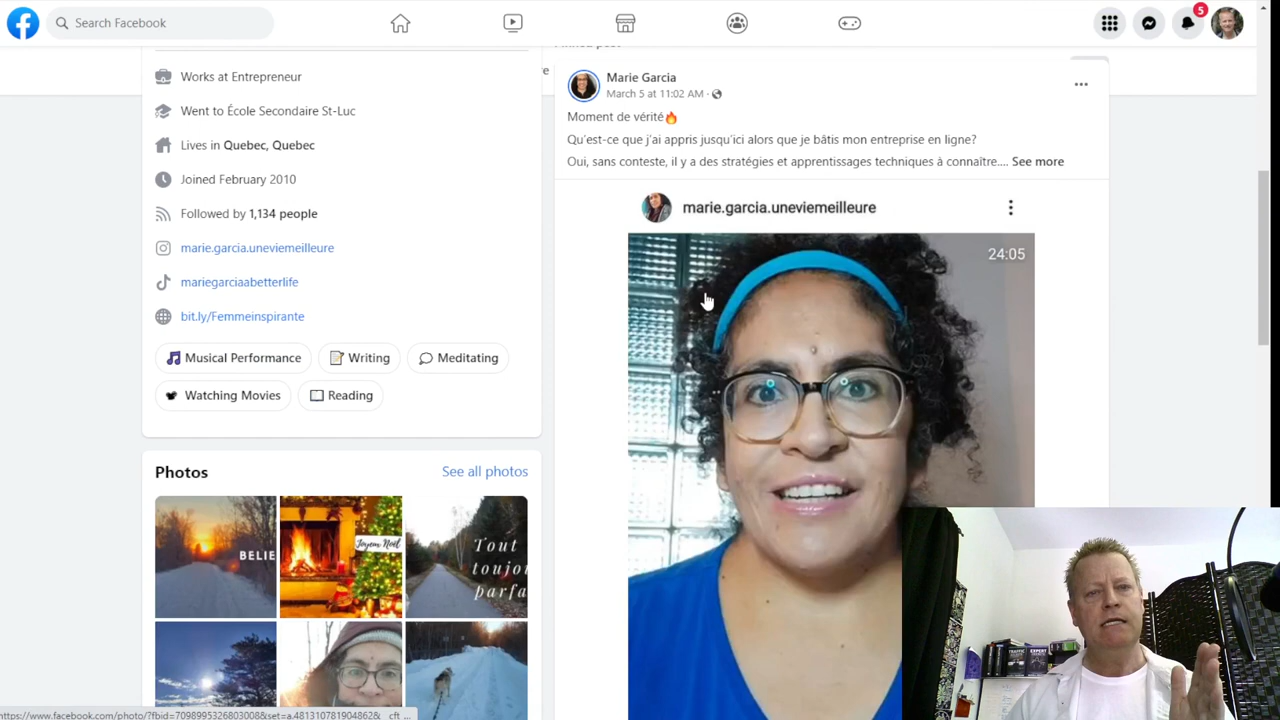 Search Facebook
5
Works at Entrepreneur
Went to École Secondaire St-Luc
Lives in Quebec, Quebec
Joined February 2010
Followed by 1,134 people
marie.garcia.uneviemeilleure
mariegarciaabetterlife
bit.ly/Femmeinspirante
Musical Performance
Writing
Meditating
Watching Movies
Reading
Photos
See all photos
BELIE
Joyeux Noël
Tout
toujou
parfa
Marie Garcia
March 5 at 11:02 AM ·
Moment de vérité🔥
Qu'est-ce que j'ai appris jusqu'ici alors que je bâtis mon entreprise en ligne?
Oui, sans conteste, il y a des stratégies et apprentissages techniques à connaître.... See more
marie.garcia.uneviemeilleure
24:05
TRAFFIC
EXPERT